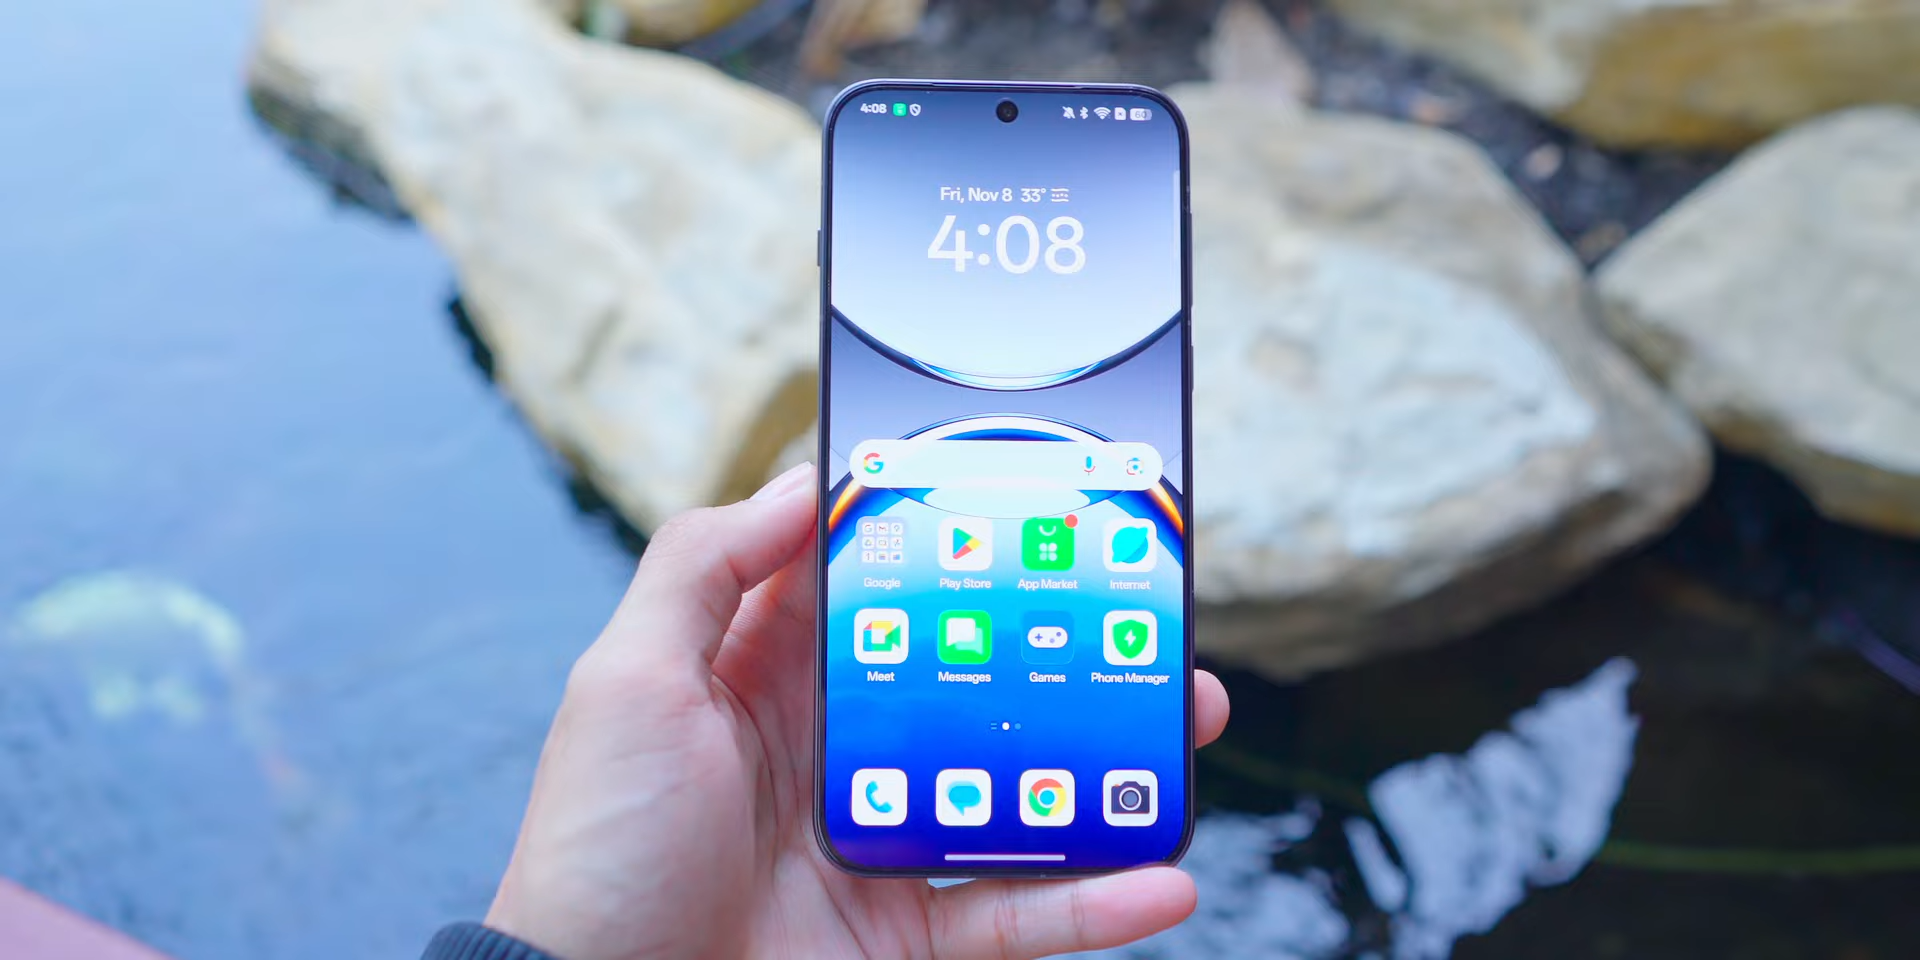 4:08
60
Fri, Nov 8 33°
4:08
Google Play Store App Market Internet
Meet Messages Games Phone Manager